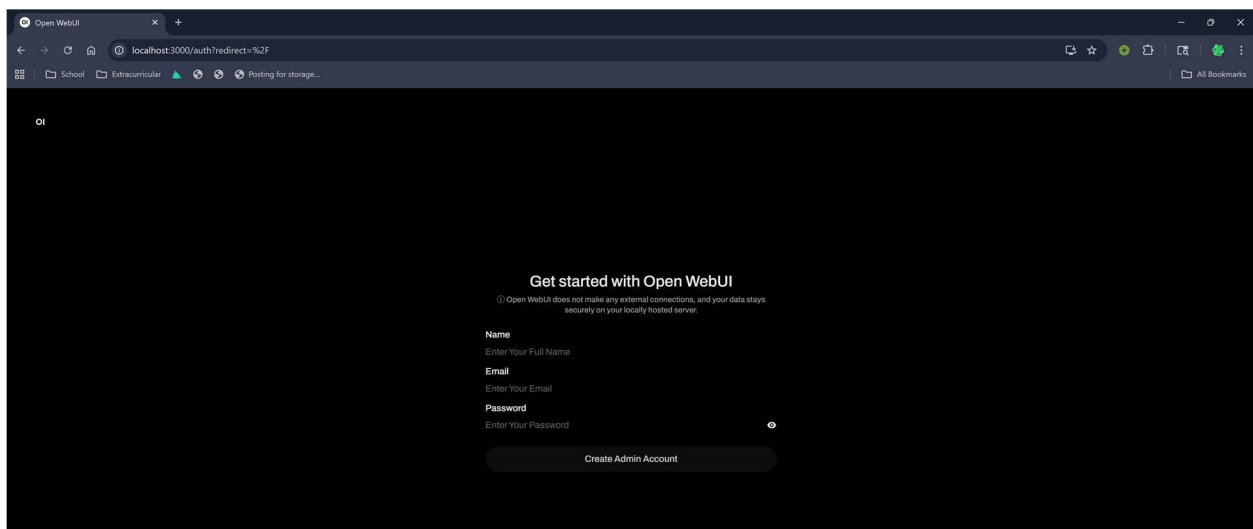 OI Open WebUI
localhost:3000/auth?redirect=%2F
School Extracurricular Posting for storage... All Bookmarks
OI
Get started with Open WebUI
Open WebUI does not make any external connections, and your data stays
securely on your locally hosted server.
Name
Enter Your Full Name
Email
Enter Your Email
Password
Enter Your Password
Create Admin Account